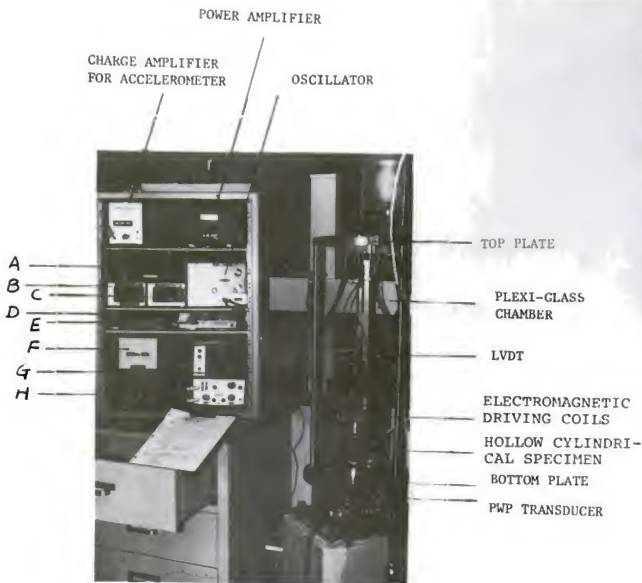 POWER AMPLIFIER
CHARGE AMPLIFIER
FOR ACCELEROMETER
OSCILLATOR
A
B
C
D
E
F
G
H
TOP PLATE
PLEXI-GLASS
CHAMBER
LVDT
ELECTROMAGNETIC
DRIVING COILS
HOLLOW CYLINDRI-
CAL SPECIMEN
BOTTOM PLATE
PWP TRANSDUCER